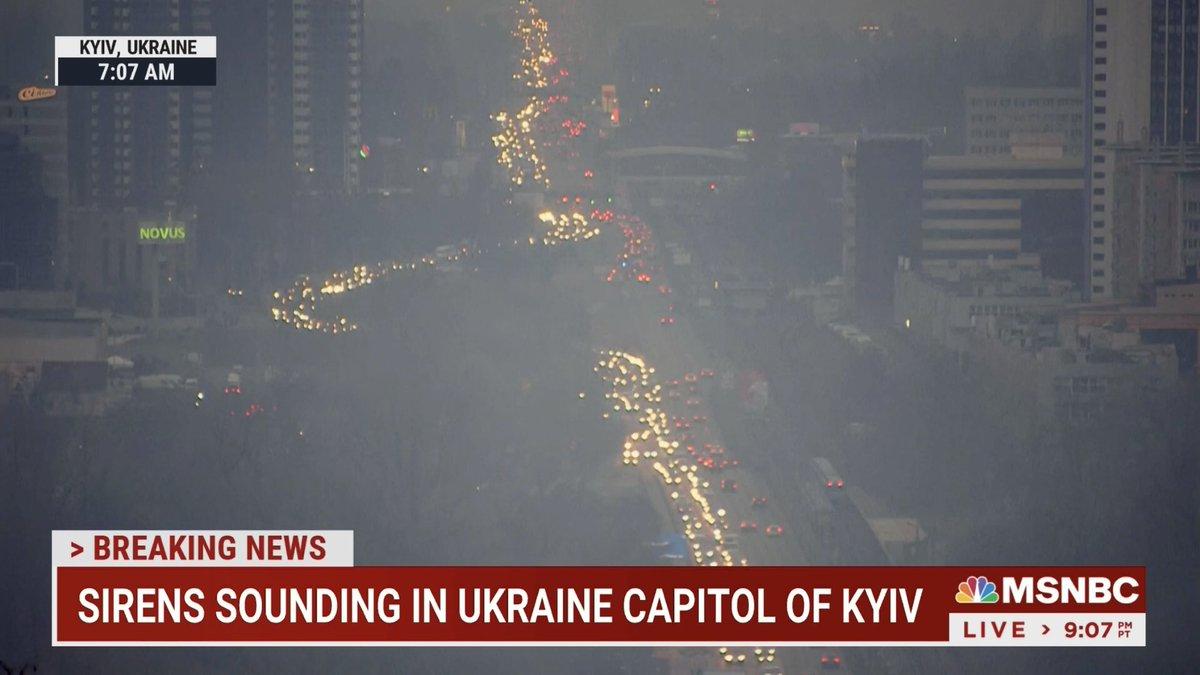 KYIV, UKRAINE
7:07 AM
NOVUS
> BREAKING NEWS
SIRENS SOUNDING IN UKRAINE CAPITOL OF KYIV
MSNBC
LIVE > 9:07 PM PT